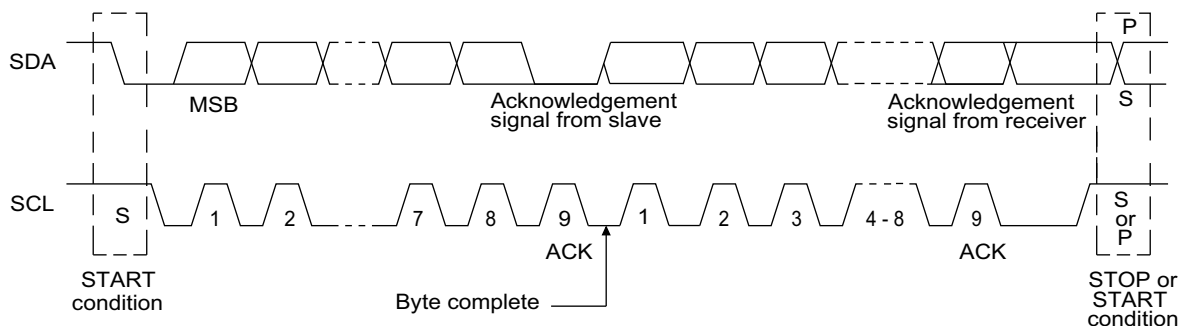 P
SDA
MSB
Acknowledgement
signal from slave
Acknowledgement
signal from receiver
S
SCL
S
1
2
7
8
9
1
2
3
4 - 8
9
S
or
P
ACK
ACK
START
condition
Byte complete
STOP or
START
condition